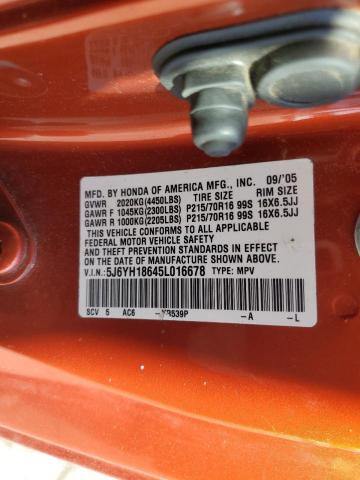 MFD. BY HONDA OF AMERICA MFG., INC. 09/'05
GVWR 2020KG(4450LBS) TIRE SIZE RIM SIZE
GAWR F 1045KG(2300LBS) P215/70R16 99S 16X6.5JJ
GAWR R 1000KG(2205LBS) P215/70R16 99S 16X6.5JJ
THIS VEHICLE CONFORMS TO ALL APPLICABLE
FEDERAL MOTOR VEHICLE SAFETY AND
THEFT PREVENTION STANDARDS IN EFFECT ON
THE DATE OF MANUFACTURE SHOWN ABOVE.
V.I.N.: 5J6YH18645L016678 TYPE: MPV
SCV 5 AC6 -A -L